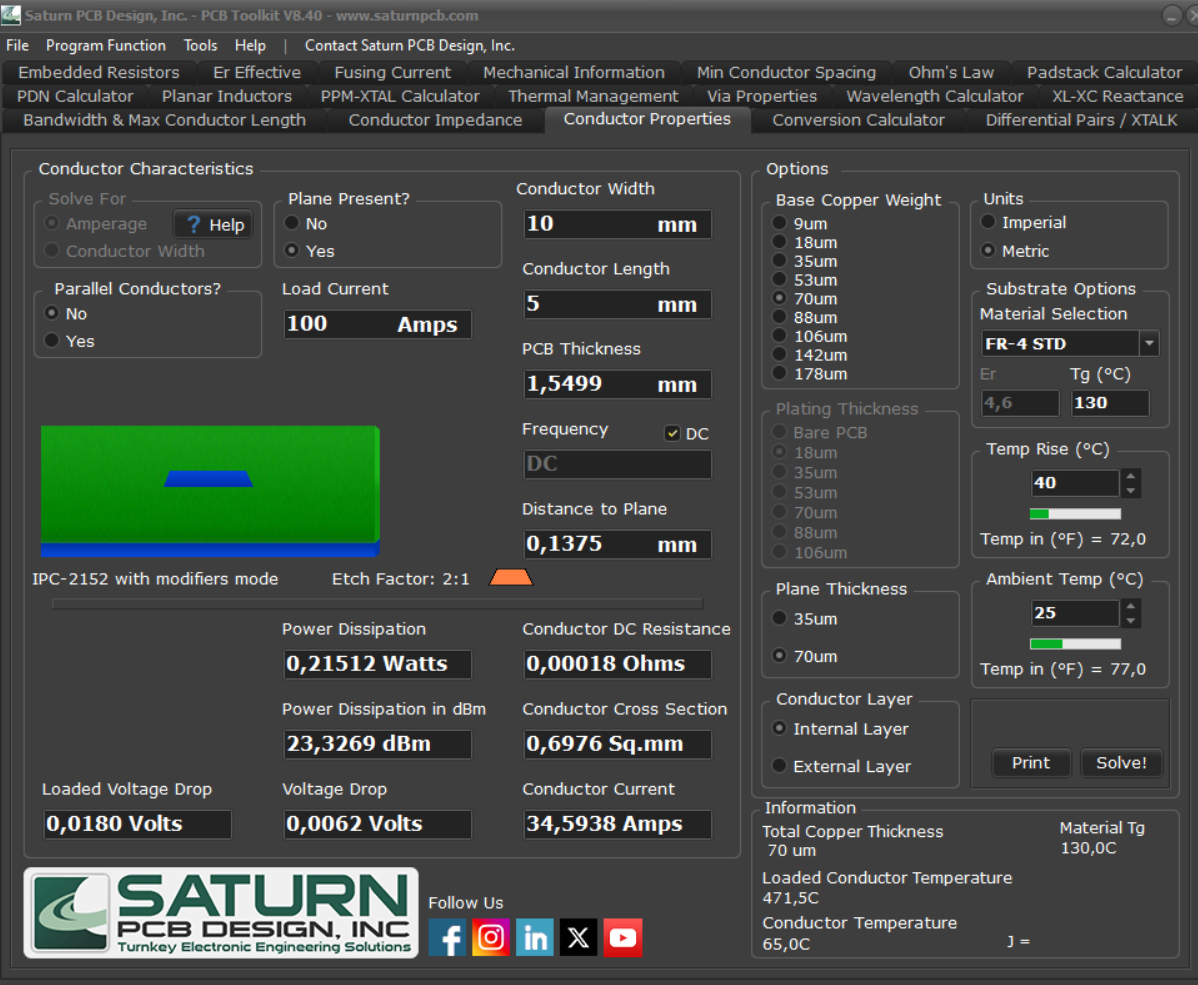 Saturn PCB Design, Inc. - PCB Toolkit V8.40 - www.saturnpcb.com
File Program Function Tools Help | Contact Saturn PCB Design, Inc.
Embedded Resistors Er Effective Fusing Current Mechanical Information Min Conductor Spacing Ohm's Law Padstack Calculator
PDN Calculator Planar Inductors PPM-XTAL Calculator Thermal Management Via Properties Wavelength Calculator XL-XC Reactance
Bandwidth & Max Conductor Length Conductor Impedance Conductor Properties Conversion Calculator Differential Pairs / XTALK
Conductor Characteristics
Solve For
Amperage
? Help
Conductor Width
Plane Present?
No
Yes
Parallel Conductors?
No
Yes
Load Current
100 Amps
Conductor Width
10 mm
Conductor Length
5 mm
PCB Thickness
1,5499 mm
Frequency
DC
DC
Distance to Plane
0,1375 mm
IPC-2152 with modifiers mode Etch Factor: 2:1
Power Dissipation
0,21512 Watts
Conductor DC Resistance
0,00018 Ohms
Power Dissipation in dBm
23,3269 dBm
Conductor Cross Section
0,6976 Sq.mm
Loaded Voltage Drop
0,0180 Volts
Voltage Drop
0,0062 Volts
Conductor Current
34,5938 Amps
SATURN
PCB DESIGN, INC
Turnkey Electronic Engineering Solutions
Follow Us
f
in
X
Options
Base Copper Weight
9um
18um
35um
53um
70um
88um
106um
142um
178um
Plating Thickness
Bare PCB
18um
35um
53um
70um
88um
106um
Plane Thickness
35um
70um
Conductor Layer
Internal Layer
External Layer
Units
Imperial
Metric
Substrate Options
Material Selection
FR-4 STD
Er Tg (°C)
4,6 130
Temp Rise (°C)
40
Temp in (°F) = 72,0
Ambient Temp (°C)
25
Temp in (°F) = 77,0
Print Solve!
Information
Total Copper Thickness
70 um
Material Tg
130,0C
Loaded Conductor Temperature
471,5C
Conductor Temperature
65,0C
J =